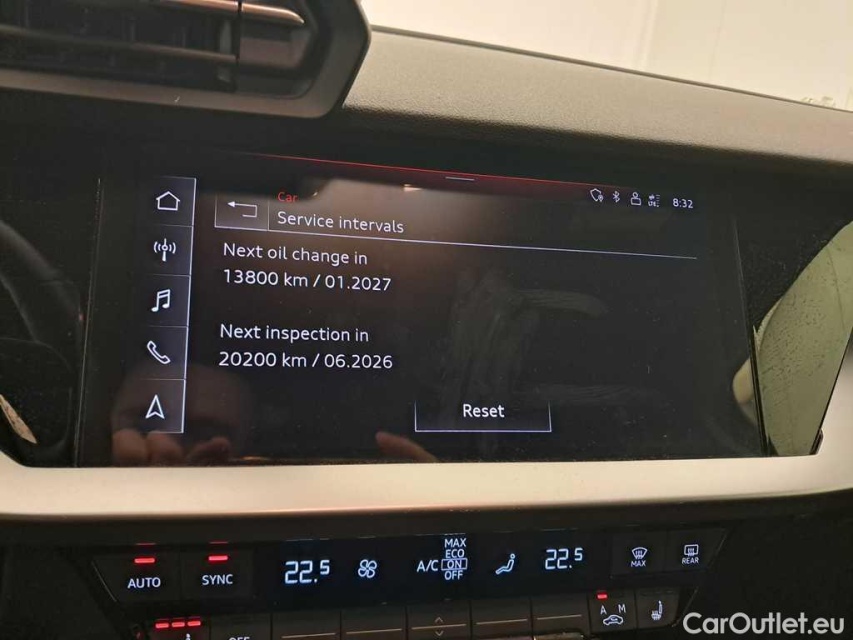 Car
Service intervals
8:32
Next oil change in
13800 km / 01.2027
Next inspection in
20200 km / 06.2026
Reset
AUTO
SYNC
22.5
A/C
MAX
ECO
ON
OFF
22.5
MAX
REAR
OFF
A M
CarOutlet.eu